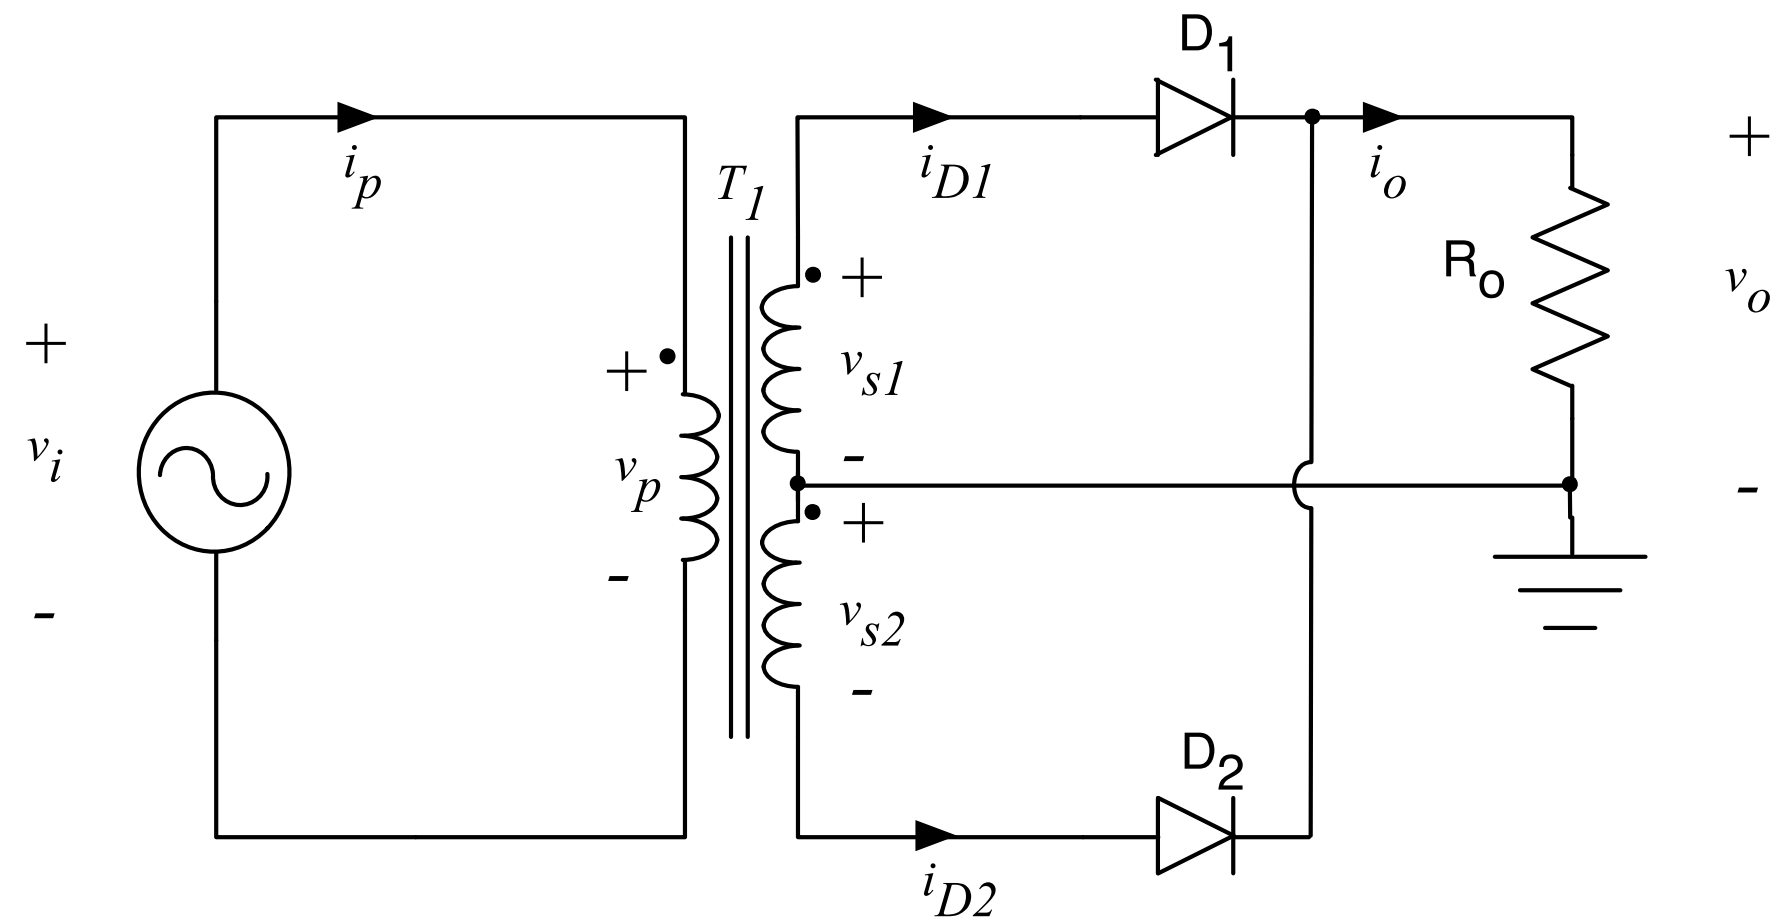 D1
+
ip
iD1
io
T1
+
Ro
vo
+
+
vs1
vi
vp
-
-
+
-
-
vs2
-
-
D2
iD2